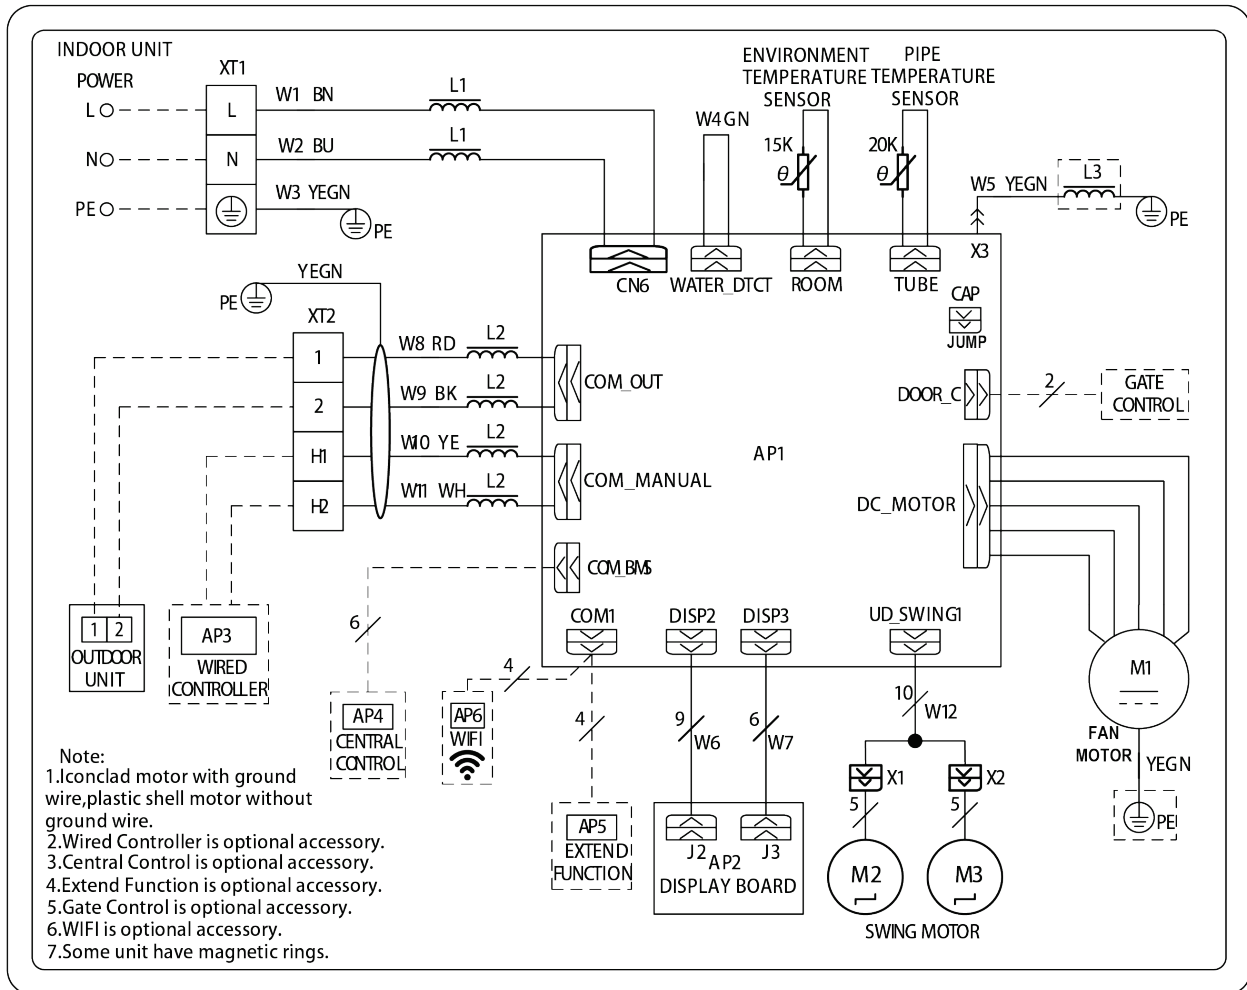 INDOOR UNIT
POWER
XT1
L
L
W1 BN
L1
N
N
W2 BU
L1
PE
W3 YEGN
PE
ENVIRONMENT
TEMPERATURE
SENSOR
PIPE
TEMPERATURE
SENSOR
W4 GN
15K
θ
20K
θ
W5 YEGN
L3
PE
X3
CN6
WATER_DTCT
ROOM
TUBE
CAP
JUMP
YEGN
PE
XT2
1
W8 RD
L2
COM_OUT
2
W9 BK
L2
H1
W10 YE
L2
COM_MANUAL
H2
W11 WH
L2
AP1
DOOR_C
2
GATE
CONTROL
DC_MOTOR
COM_BMS
COM1
DISP2
DISP3
UD_SWING1
1 2
OUTDOOR
UNIT
AP3
WIRED
CONTROLLER
6
AP4
CENTRAL
CONTROL
4
AP6
WIFI
4
AP5
EXTEND
FUNCTION
9
W6
6
W7
J2
J3
AP2
DISPLAY BOARD
10
W12
X1
X2
5
5
M2
M3
SWING MOTOR
M1
FAN
MOTOR
YEGN
PE
Note:
1.Iconclad motor with ground
wire,plastic shell motor without
ground wire.
2.Wired Controller is optional accessory.
3.Central Control is optional accessory.
4.Extend Function is optional accessory.
5.Gate Control is optional accessory.
6.WIFI is optional accessory.
7.Some unit have magnetic rings.